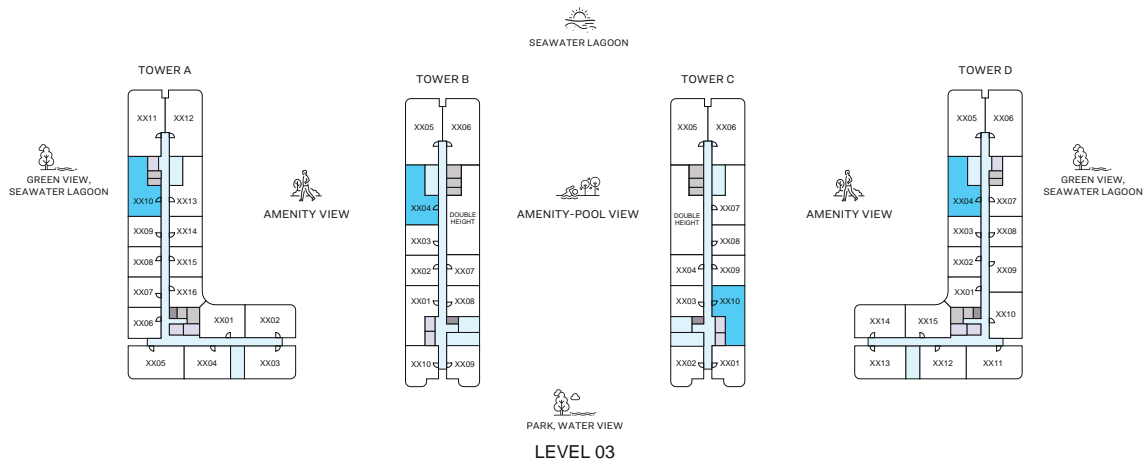 SEAWATER LAGOON
TOWER A
TOWER B
TOWER C
TOWER D
XX11
XX12
XX05
XX06
XX05
XX06
XX05
XX06
GREEN VIEW,
SEAWATER LAGOON
GREEN VIEW,
SEAWATER LAGOON
XX10
XX13
XX04
DOUBLE
HEIGHT
DOUBLE
HEIGHT
XX07
XX04
XX07
AMENITY VIEW
AMENITY-POOL VIEW
AMENITY VIEW
XX09
XX14
XX03
XX08
XX03
XX08
XX08
XX15
XX02
XX07
XX04
XX09
XX02
XX09
XX07
XX16
XX01
XX08
XX03
XX10
XX01
XX10
XX06
XX01
XX02
XX14
XX15
XX05
XX04
XX03
XX10
XX09
XX02
XX01
XX13
XX12
XX11
PARK, WATER VIEW
LEVEL 03